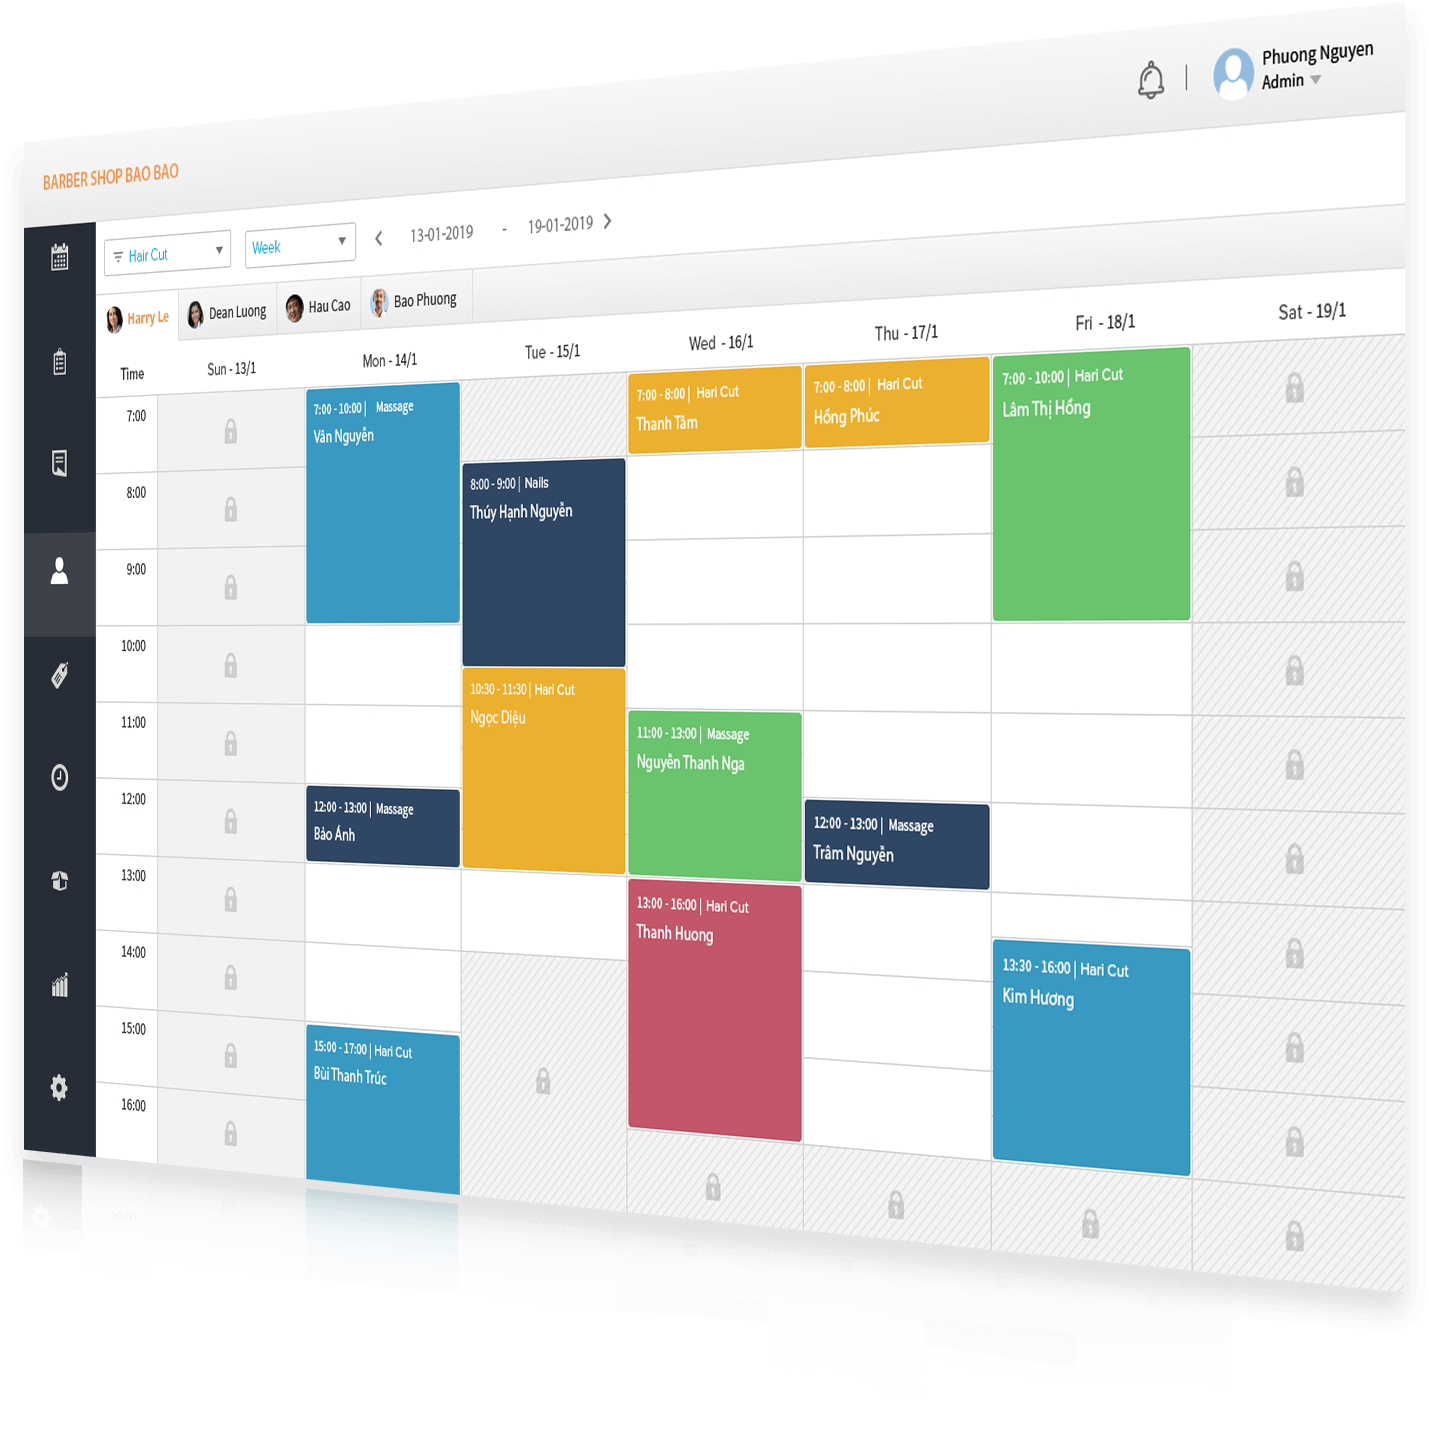 Phuong Nguyen
Admin
BARBER SHOP BAO BAO
Hair Cut
Week
13-01-2019 - 19-01-2019
Harry Le
Dean Luong
Hau Cao
Bao Phuong
Time
Sun - 13/1
Mon - 14/1
Tue - 15/1
Wed - 16/1
Thu - 17/1
Fri - 18/1
Sat - 19/1
7:00
8:00
9:00
10:00
11:00
12:00
13:00
14:00
15:00
16:00
7:00 - 10:00 | Massage
Vân Nguyễn
12:00 - 13:00 | Massage
Bảo Ánh
15:00 - 17:00 | Hari Cut
Bùi Thanh Trúc
8:00 - 9:00 | Nails
Thúy Hạnh Nguyễn
10:30 - 11:30 | Hari Cut
Ngọc Diệu
7:00 - 8:00 | Hari Cut
Thanh Tâm
11:00 - 13:00 | Massage
Nguyễn Thanh Nga
13:00 - 16:00 | Hari Cut
Thanh Huong
7:00 - 8:00 | Hari Cut
Hồng Phúc
12:00 - 13:00 | Massage
Trâm Nguyễn
7:00 - 10:00 | Hari Cut
Lâm Thị Hồng
13:30 - 16:00 | Hari Cut
Kim Hương